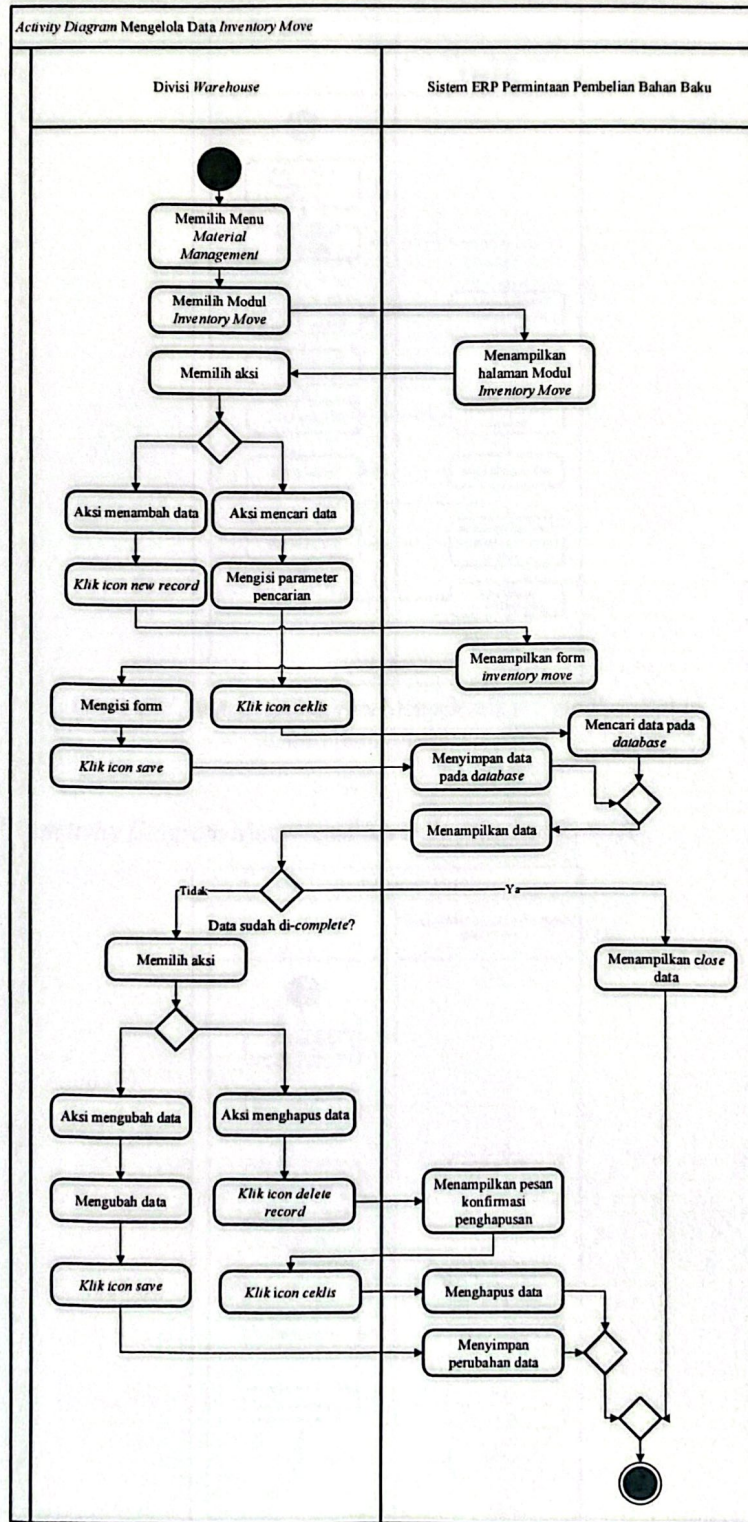 Activity Diagram Mengelola Data Inventory Move
Divisi Warehouse
Sistem ERP Permintaan Pembelian Bahan Baku
Memilih Menu
Material
Management
Memilih Modul
Inventory Move
Menampilkan
halaman Modul
Inventory Move
Memilih aksi
Aksi menambah data
Aksi mencari data
Klik icon new record
Mengisi parameter
pencarian
Menampilkan form
inventory move
Mengisi form
Klik icon ceklis
Mencari data pada
database
Klik icon save
Menyimpan data
pada database
Menampilkan data
Tidak
Ya
Data sudah di-complete?
Memilih aksi
Menampilkan close
data
Aksi mengubah data
Aksi menghapus data
Mengubah data
Klik icon delete
record
Menampilkan pesan
konfirmasi
penghapusan
Klik icon save
Klik icon ceklis
Menghapus data
Menyimpan
perubahan data